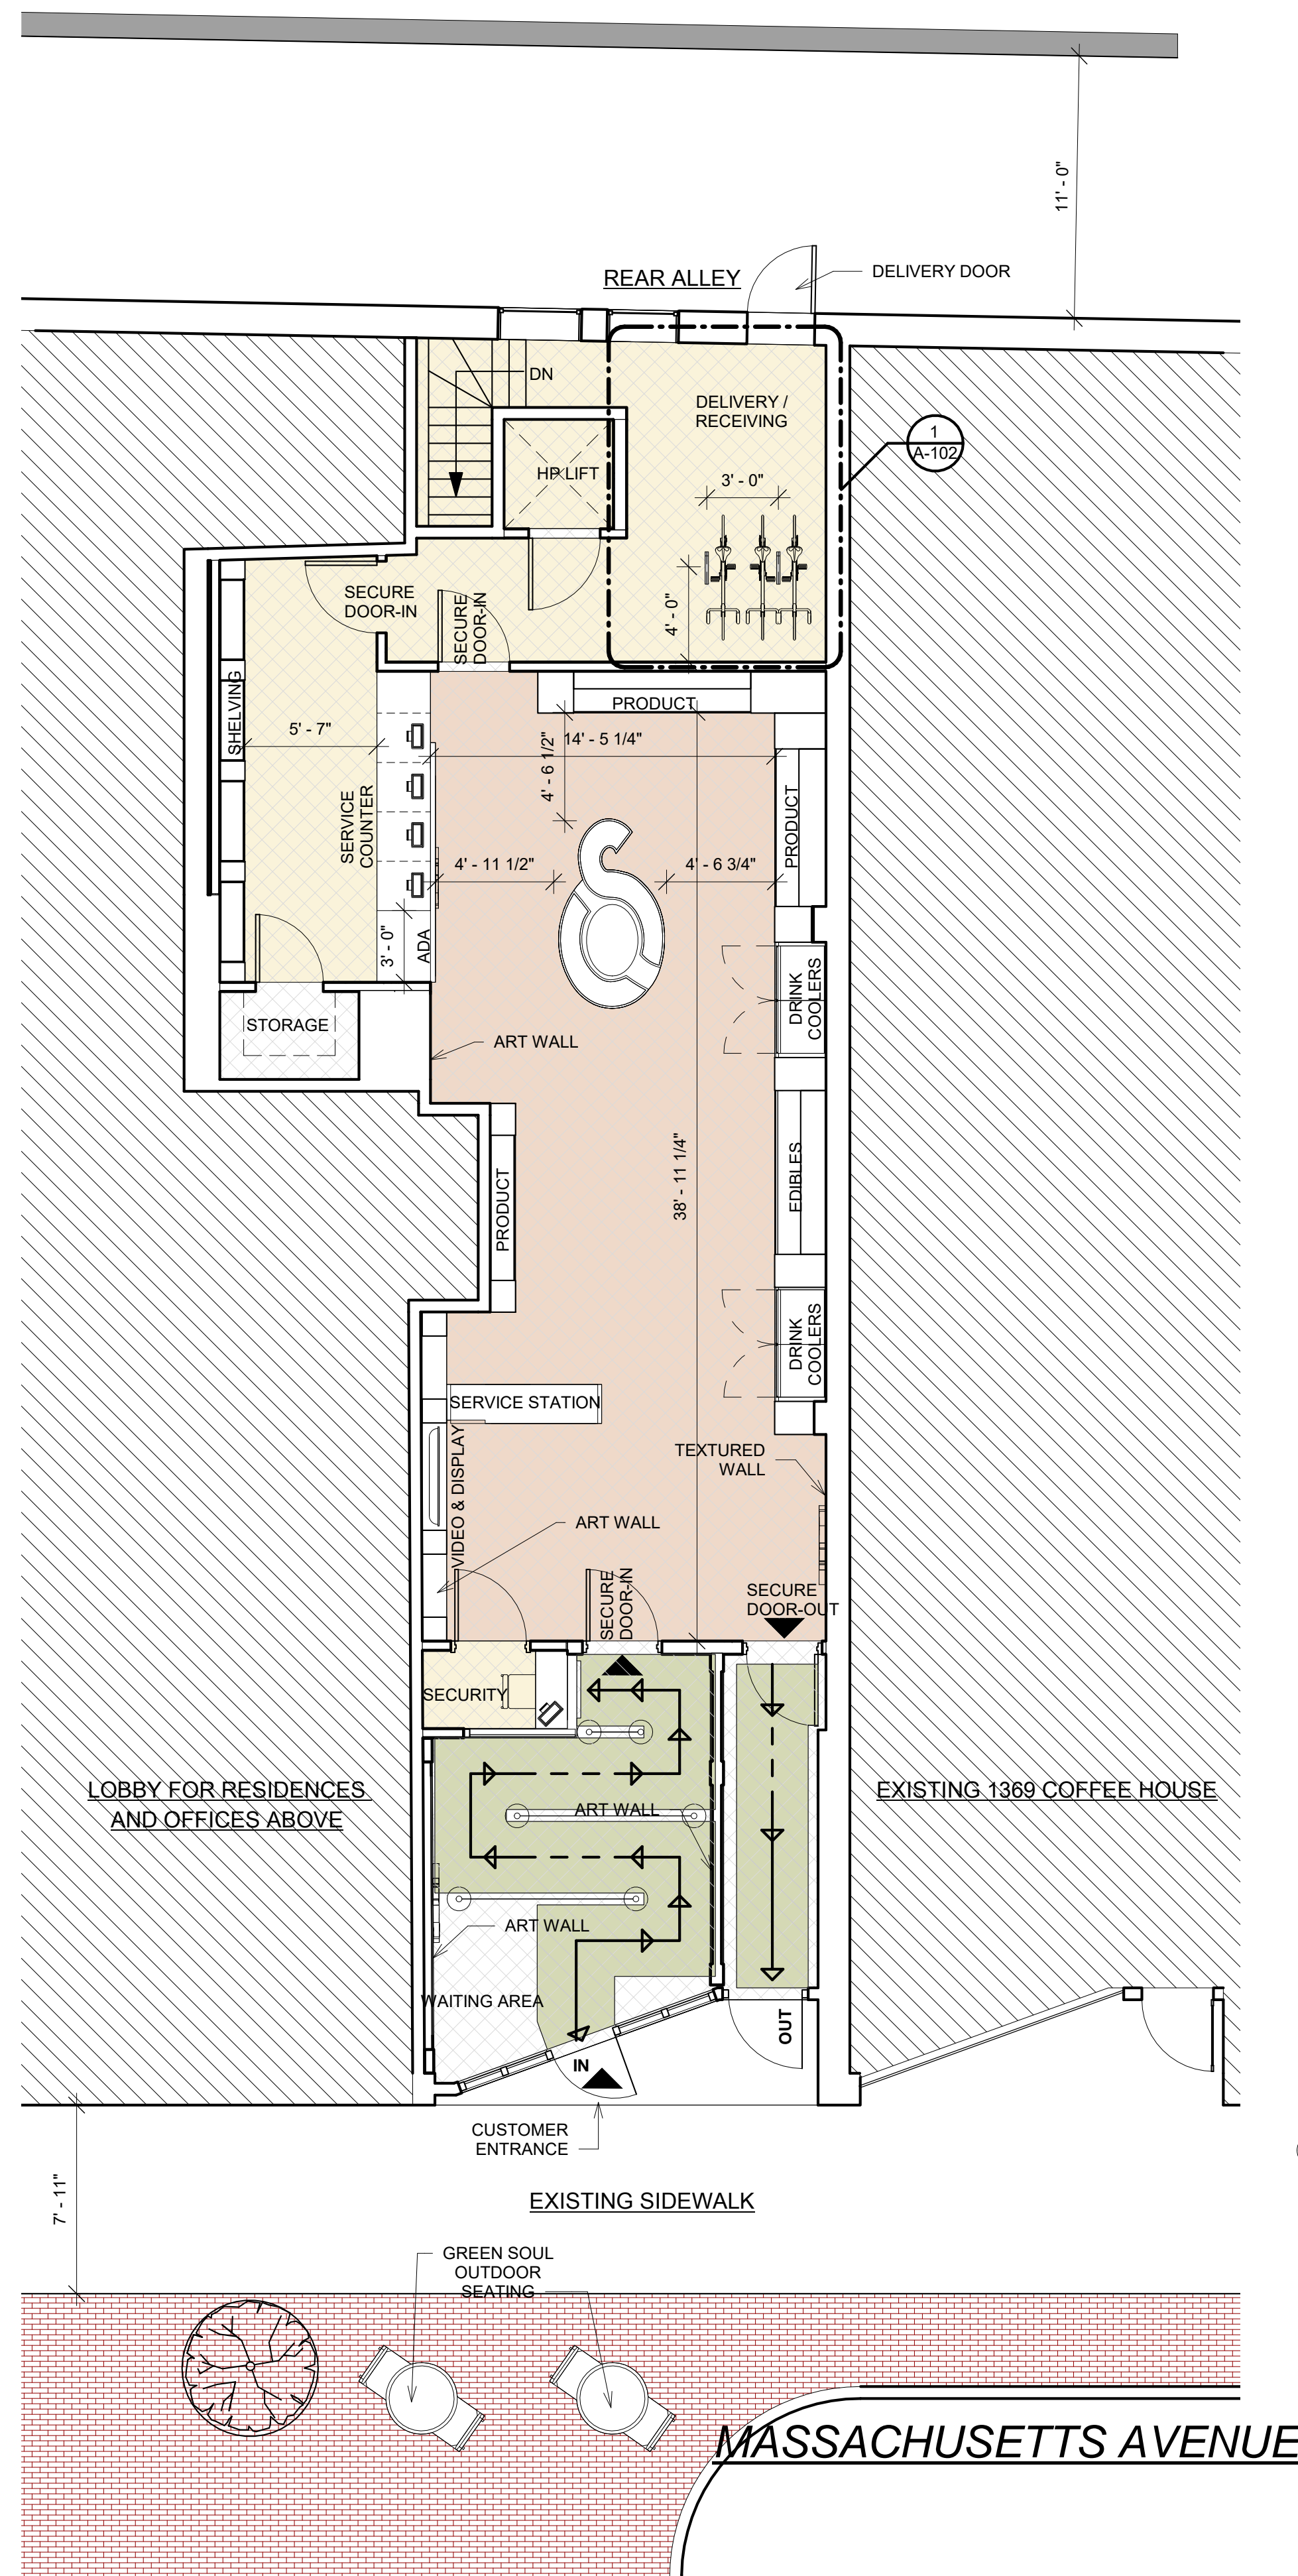 11' - 0"
REAR ALLEY
DELIVERY DOOR
DN
DELIVERY /
RECEIVING
1
A-102
HP LIFT
3' - 0"
SECURE
DOOR-IN
SECURE
DOOR-IN
4' - 0"
SHELVING
PRODUCT
5' - 7"
14' - 5 1/4"
4' - 6 1/2"
SERVICE
COUNTER
PRODUCT
4' - 11 1/2"
4' - 6 3/4"
3' - 0"
ADA
DRINK
COOLERS
STORAGE
ART WALL
38' - 11 1/4"
EDIBLES
PRODUCT
DRINK
COOLERS
SERVICE STATION
TEXTURED
WALL
VIDEO & DISPLAY
ART WALL
SECURE
DOOR-IN
SECURE
DOOR-OUT
SECURITY
LOBBY FOR RESIDENCES
AND OFFICES ABOVE
EXISTING 1369 COFFEE HOUSE
ART WALL
ART WALL
WAITING AREA
OUT
IN
CUSTOMER
ENTRANCE
7' - 11"
EXISTING SIDEWALK
GREEN SOUL
OUTDOOR
SEATING
MASSACHUSETTS AVENUE